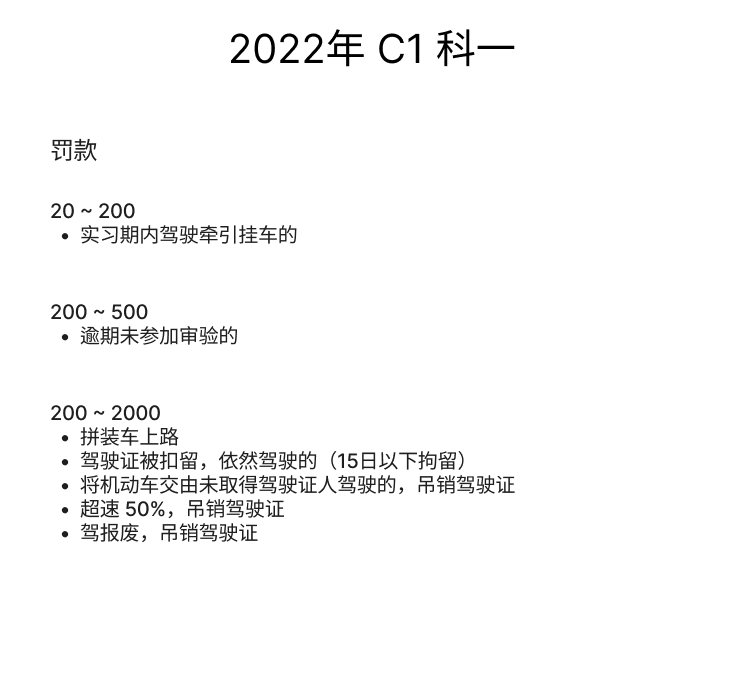 2022年 C1 科一
罚款
20 ~ 200
• 实习期内驾驶牵引挂车的
200 ~ 500
• 逾期未参加审验的
200 ~ 2000
• 拼装车上路
• 驾驶证被扣留，依然驾驶的（15日以下拘留）
• 将机动车交由未取得驾驶证人驾驶的，吊销驾驶证
• 超速 50%，吊销驾驶证
• 驾报废，吊销驾驶证